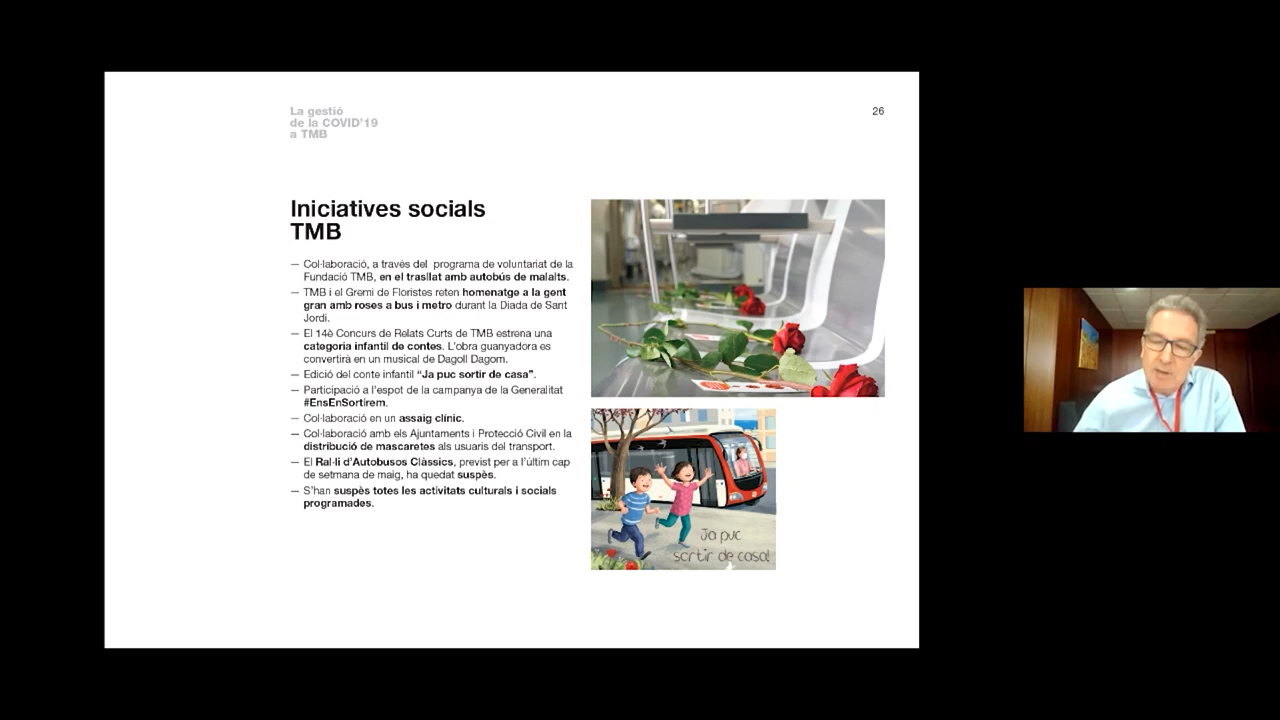 La gestió
de la COVID'19
a TMB
26
Iniciatives socials
TMB
— Col·laboració, a través del programa de voluntariat de la
Fundació TMB, en el trasllat amb autobús de malalts.
— TMB i el Gremi de Floristes reten homenatge a la gent
gran amb roses a bus i metro durant la Diada de Sant
Jordi.
— El 14è Concurs de Relats Curts de TMB estrena una
categoria infantil de contes. L'obra guanyadora es
convertirà en un musical de Dagoll Dagom.
— Edició del conte infantil “Ja puc sortir de casa”.
— Participació a l'espot de la campanya de la Generalitat
#EnsEnSortirem.
— Col·laboració en un assaig clínic.
— Col·laboració amb els Ajuntaments i Protecció Civil en la
distribució de mascaretes als usuaris del transport.
— El Ral·li d'Autobusos Clàssics, previst per a l'últim cap
de setmana de maig, ha quedat suspès.
— S'han suspès totes les activitats culturals i socials
programades.
Ja puc
sortir de casa!